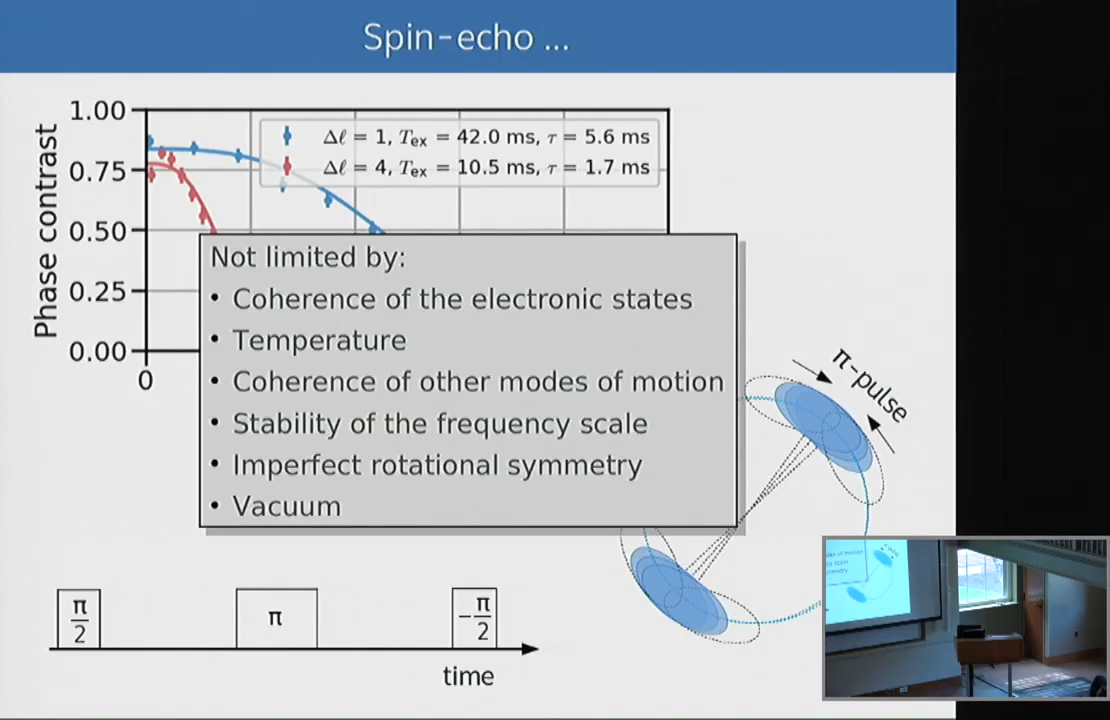 Spin-echo ...
Phase contrast
1.00
0.75
0.50
0.25
0.00
0
Δℓ = 1, Tex = 42.0 ms, τ = 5.6 ms
Δℓ = 4, Tex = 10.5 ms, τ = 1.7 ms
Not limited by:
• Coherence of the electronic states
• Temperature
• Coherence of other modes of motion
• Stability of the frequency scale
• Imperfect rotational symmetry
• Vacuum
π-pulse
π/2
π
−π/2
time